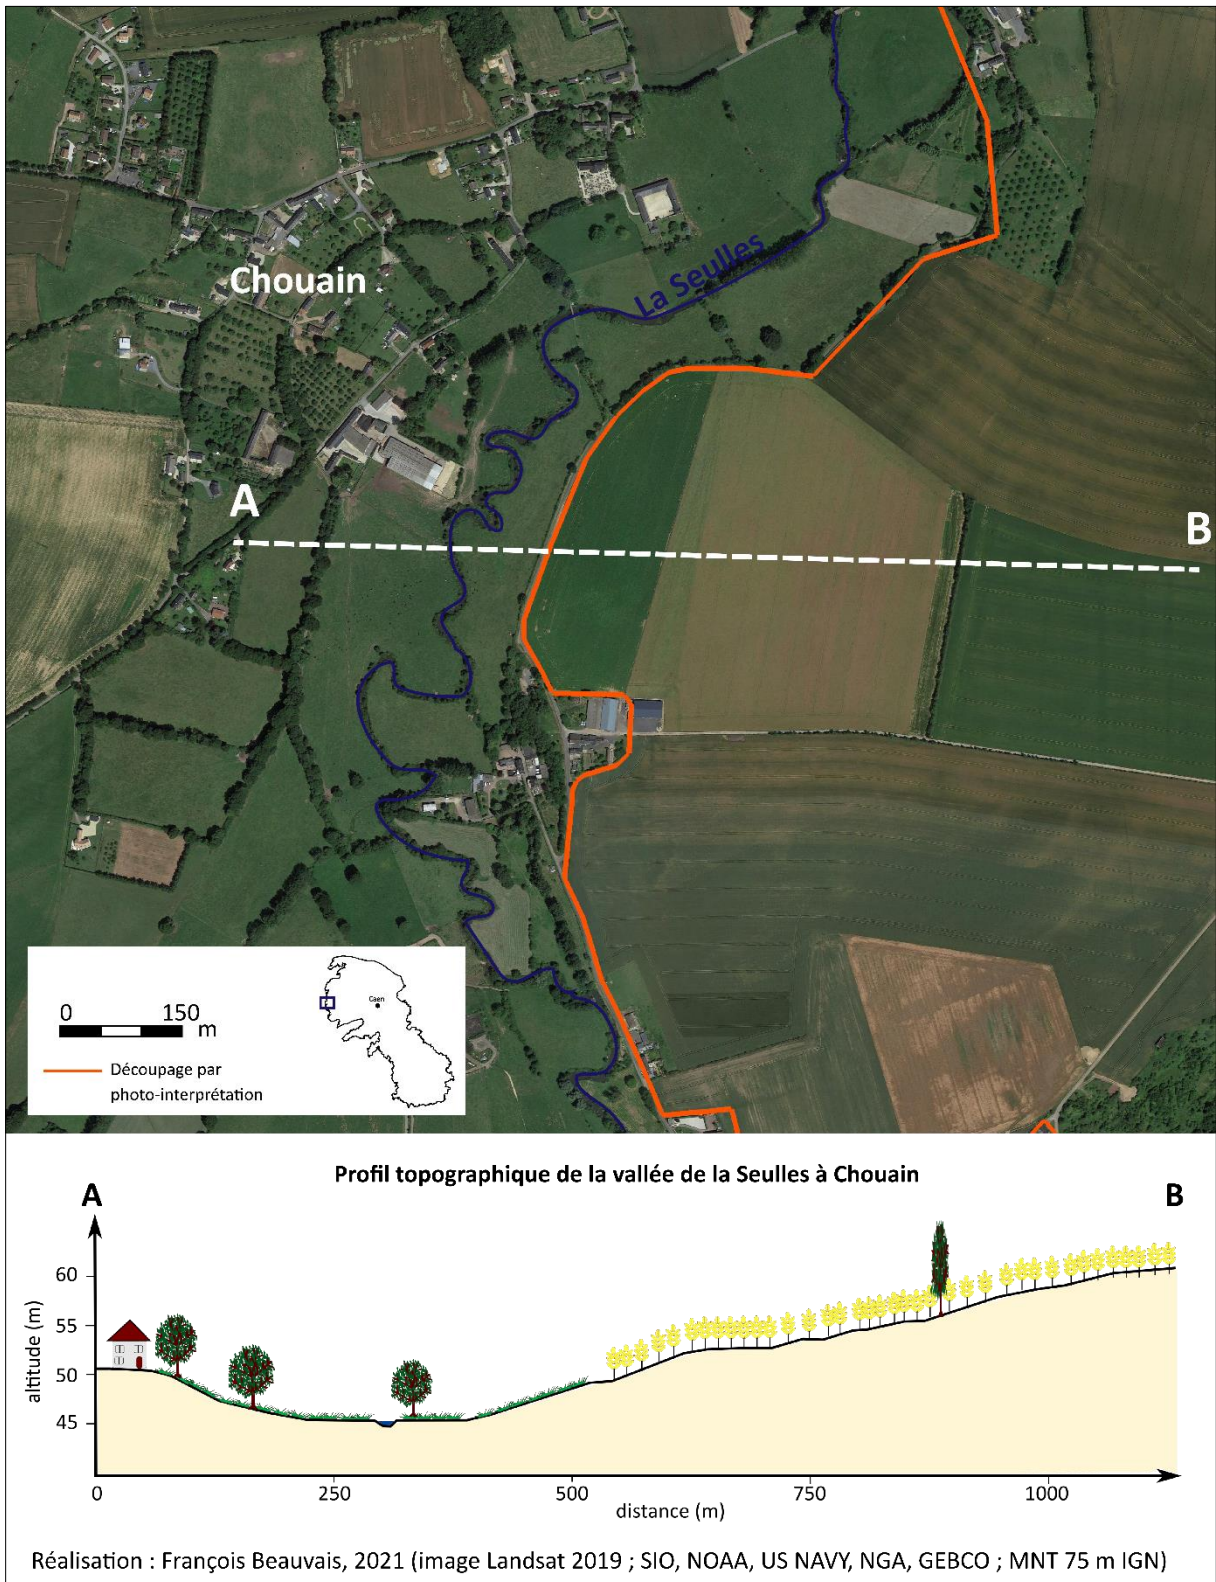 Chouain
La Seulles
A
B
0 150
m
Caen
Découpage par
photo-interprétation
Profil topographique de la vallée de la Seulles à Chouain
A
B
altitude (m)
60
55
50
45
0
250
500
750
1000
distance (m)
Réalisation : François Beauvais, 2021 (image Landsat 2019 ; SIO, NOAA, US NAVY, NGA, GEBCO ; MNT 75 m IGN)